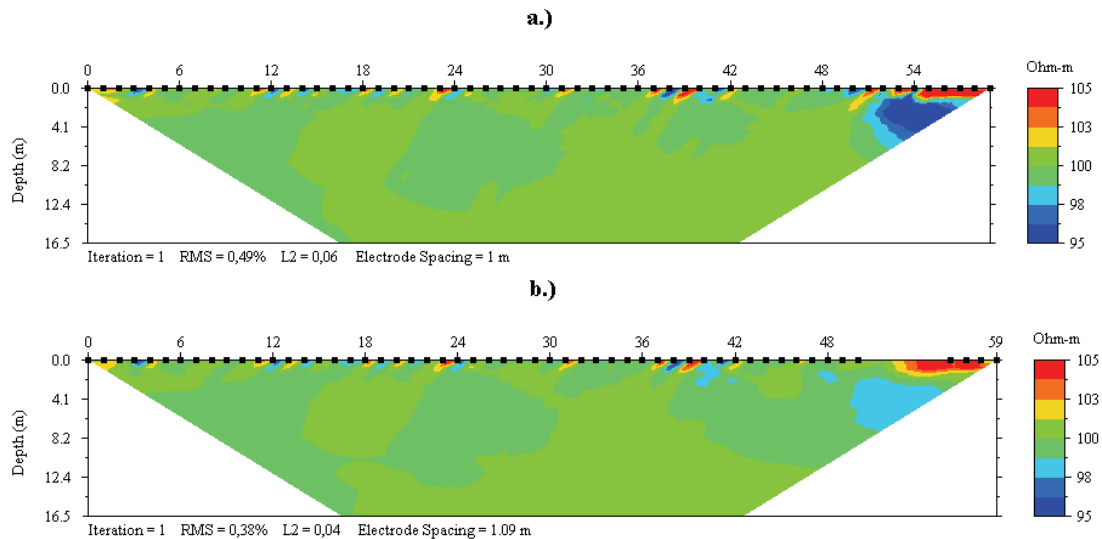 a.)
0 6 12 18 24 30 36 42 48 54
Ohm-m
0.0
4.1
8.2
12.4
16.5
Depth (m)
105
103
100
98
95
Iteration = 1 RMS = 0,49% L2 = 0,06 Electrode Spacing = 1 m
b.)
0 6 12 18 24 30 37 42 48 59
Ohm-m
0.0
4.1
8.2
12.4
16.5
Depth (m)
105
103
100
98
95
Iteration = 1 RMS = 0,38% L2 = 0,04 Electrode Spacing = 1.09 m